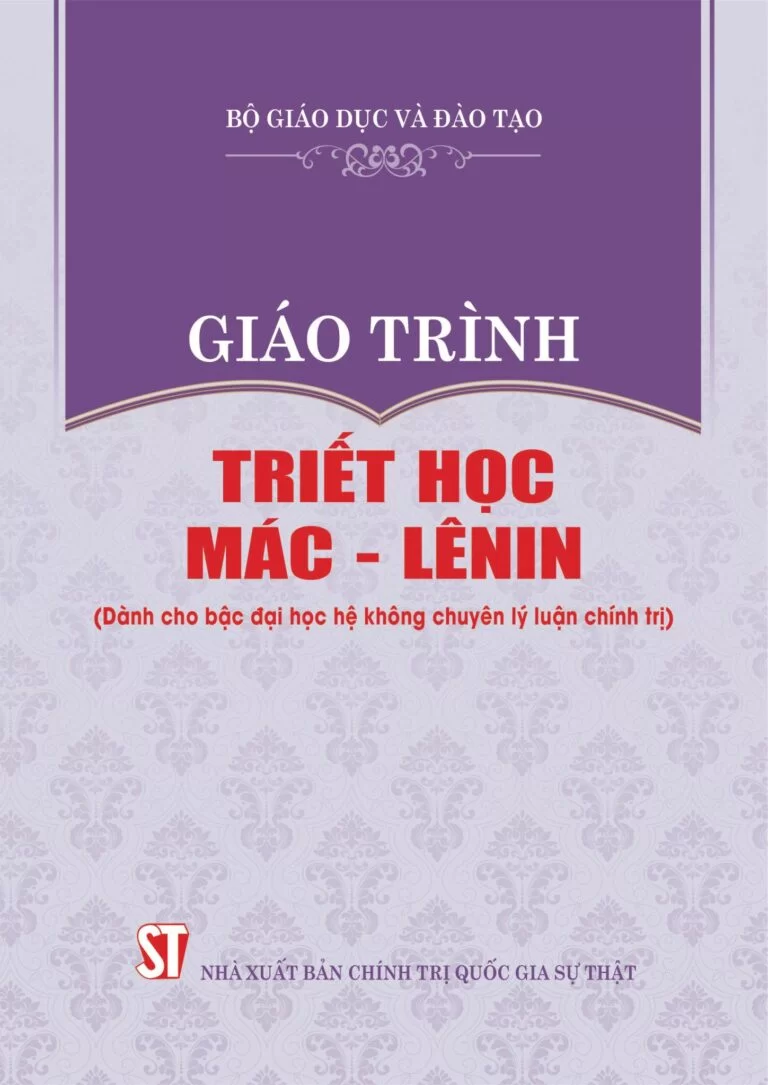 BỘ GIÁO DỤC VÀ ĐÀO TẠO
GIÁO TRÌNH
TRIẾT HỌC
MÁC - LÊNIN
(Dành cho bậc đại học hệ không chuyên lý luận chính trị)
ST
NHÀ XUẤT BẢN CHÍNH TRỊ QUỐC GIA SỰ THẬT